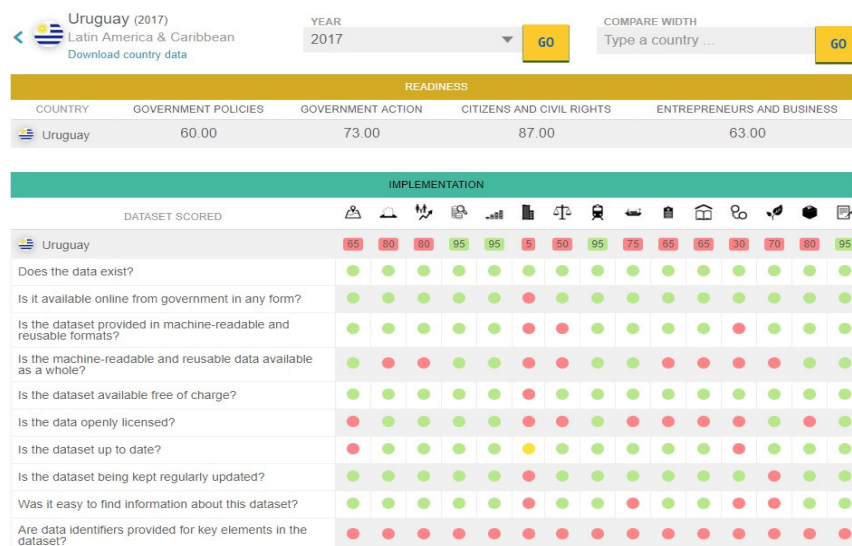 Uruguay (2017)
Latin America & Caribbean
Download country data
YEAR
2017
GO
COMPARE WIDTH
Type a country ...
GO
READINESS
COUNTRY GOVERNMENT POLICIES GOVERNMENT ACTION CITIZENS AND CIVIL RIGHTS ENTREPRENEURS AND BUSINESS
Uruguay 60.00 73.00 87.00 63.00
IMPLEMENTATION
DATASET SCORED
Uruguay 65 80 80 95 95 5 50 95 75 65 65 30 70 80 95
Does the data exist?
Is it available online from government in any form?
Is the dataset provided in machine-readable and
reusable formats?
Is the machine-readable and reusable data available
as a whole?
Is the dataset available free of charge?
Is the data openly licensed?
Is the dataset up to date?
Is the dataset being kept regularly updated?
Was it easy to find information about this dataset?
Are data identifiers provided for key elements in the
dataset?